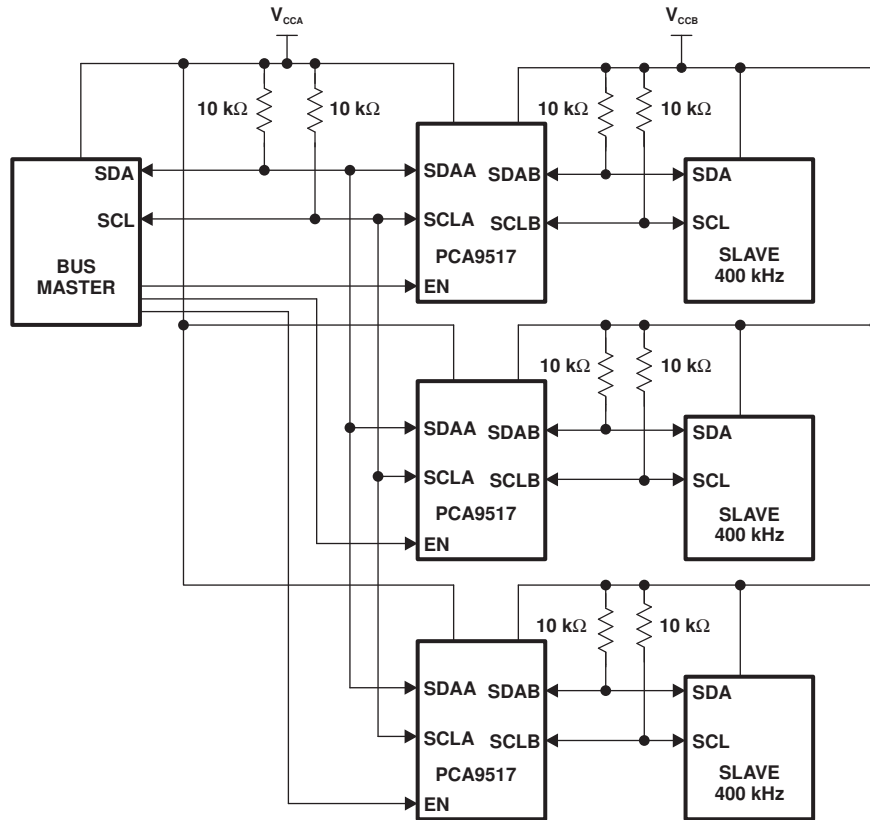 VCCA
VCCB
10 kΩ
10 kΩ
10 kΩ
10 kΩ
SDA
SCL
BUS
MASTER
SDAA
SCLA
SDAB
SCLB
PCA9517
EN
SDA
SCL
SLAVE
400 kHz
10 kΩ
10 kΩ
SDAA
SCLA
SDAB
SCLB
PCA9517
EN
SDA
SCL
SLAVE
400 kHz
10 kΩ
10 kΩ
SDAA
SCLA
SDAB
SCLB
PCA9517
EN
SDA
SCL
SLAVE
400 kHz